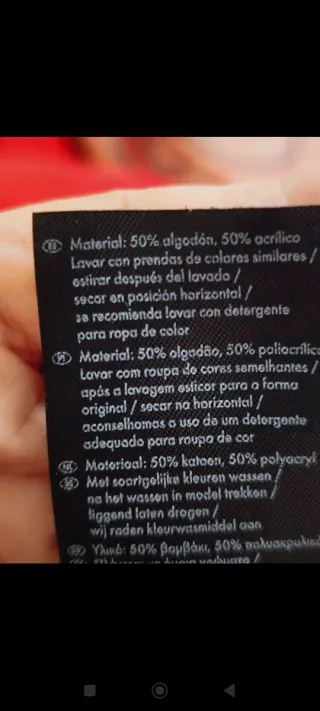 ES Material: 50% algodón, 50% acrílico
Lavar con prendas de colores similares /
estirar después del lavado /
secar en posición horizontal /
se recomienda lavar con detergente
para ropa de color
PT Material: 50% algodão, 50% poliacrílico
Lavar com roupa de cores semelhantes /
após a lavagem esticar para a forma
original / secar na horizontal /
aconselhamos o uso de um detergente
adequado para roupa de cor
NL Materiaal: 50% katoen, 50% polyacryl
BE Met soortgelijke kleuren wassen /
na het wassen in model trekken /
liggend laten drogen /
wij raden kleurwasmiddel aan
Υλικό: 50% βαμβάκι, 50% πολυακρυλικό